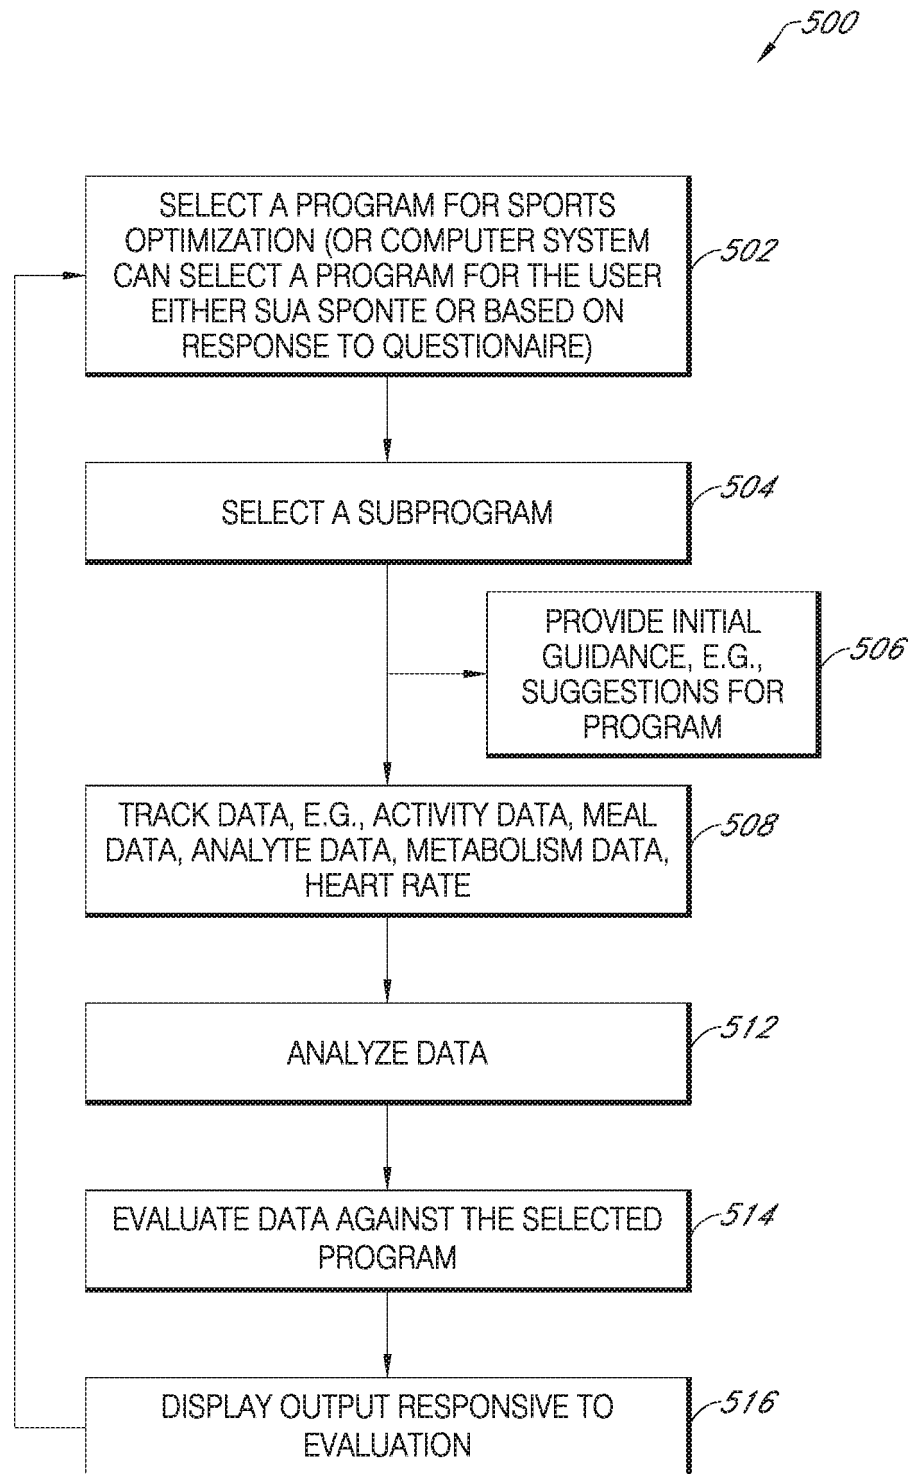 500
SELECT A PROGRAM FOR SPORTS
OPTIMIZATION (OR COMPUTER SYSTEM
CAN SELECT A PROGRAM FOR THE USER
EITHER SUA SPONTE OR BASED ON
RESPONSE TO QUESTIONAIRE)
502
SELECT A SUBPROGRAM
504
PROVIDE INITIAL
GUIDANCE, E.G.,
SUGGESTIONS FOR
PROGRAM
506
TRACK DATA, E.G., ACTIVITY DATA, MEAL
DATA, ANALYTE DATA, METABOLISM DATA,
HEART RATE
508
ANALYZE DATA
512
EVALUATE DATA AGAINST THE SELECTED
PROGRAM
514
DISPLAY OUTPUT RESPONSIVE TO
EVALUATION
516